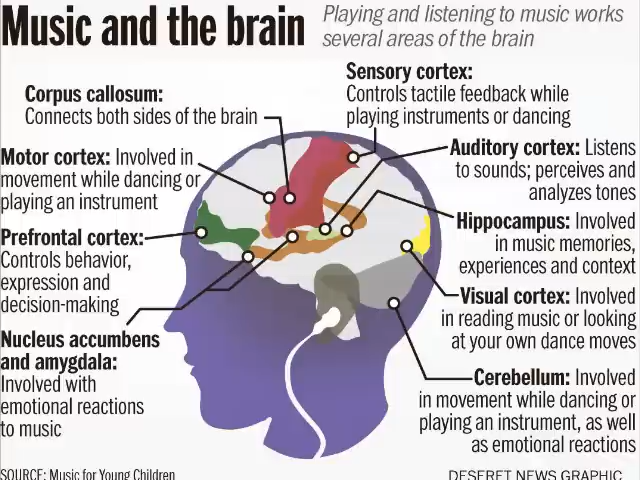 Music and the brain
Playing and listening to music works
several areas of the brain
Corpus callosum:
Connects both sides of the brain
Sensory cortex:
Controls tactile feedback while
playing instruments or dancing
Motor cortex: Involved in
movement while dancing or
playing an instrument
Auditory cortex: Listens
to sounds; perceives and
analyzes tones
Prefrontal cortex:
Controls behavior,
expression and
decision-making
Hippocampus: Involved
in music memories,
experiences and context
Visual cortex: Involved
in reading music or looking
at your own dance moves
Nucleus accumbens
and amygdala:
Involved with
emotional reactions
to music
Cerebellum: Involved
in movement while dancing or
playing an instrument, as well
as emotional reactions
SOURCE: Music for Young Children
DESERET NEWS GRAPHIC